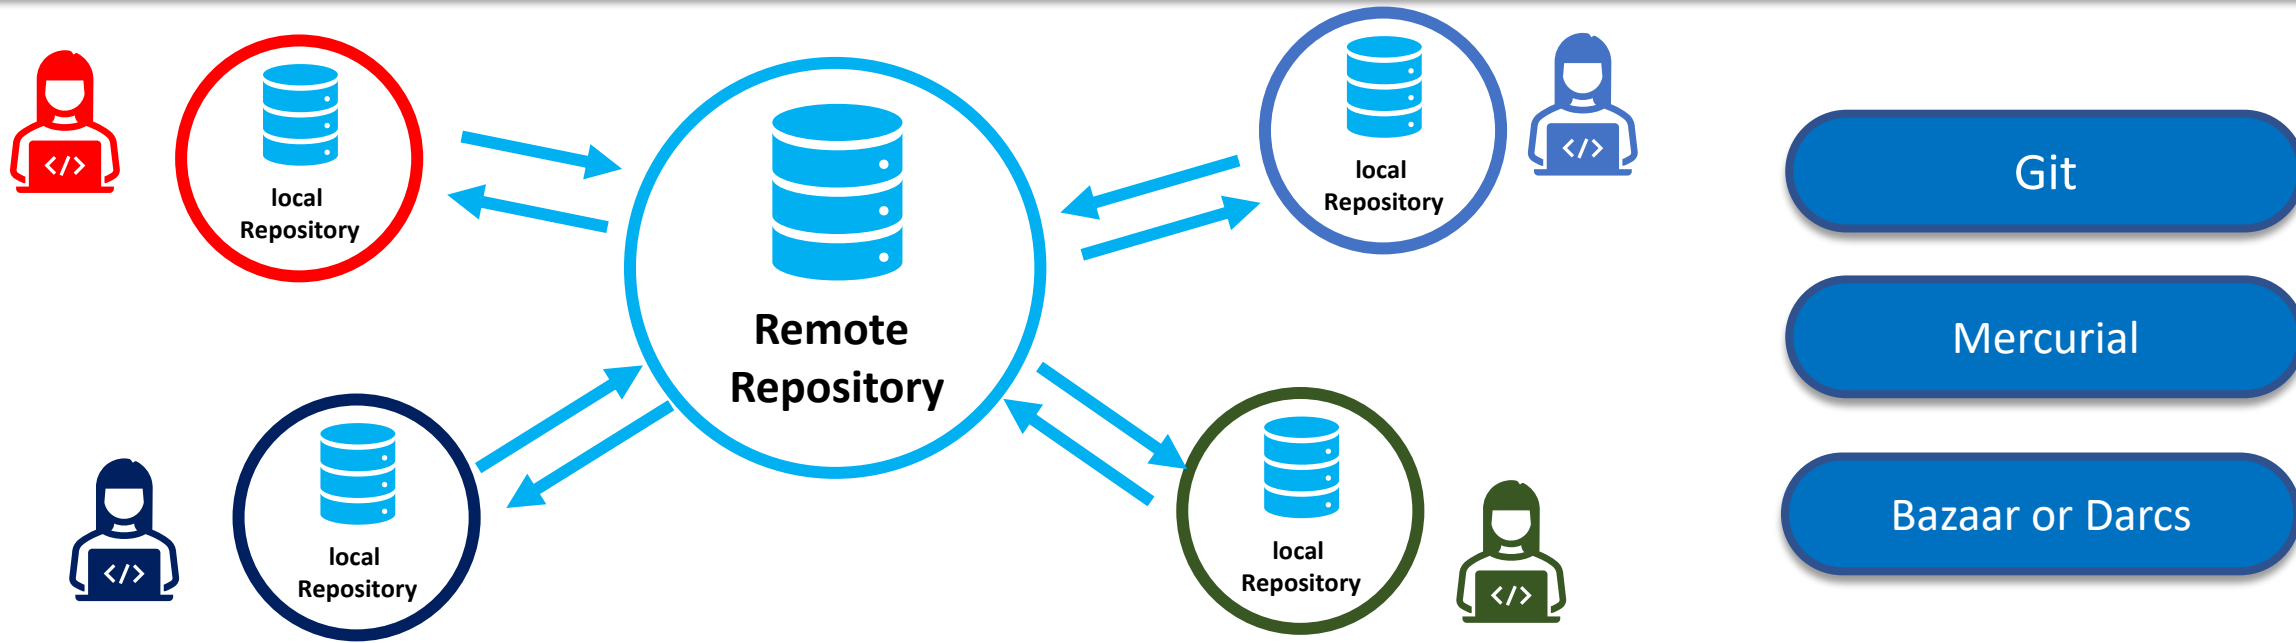 local
Repository
</>
Remote
Repository
local
Repository
</>
local
Repository
</>
local
Repository
</>
Git
Mercurial
Bazaar or Darcs